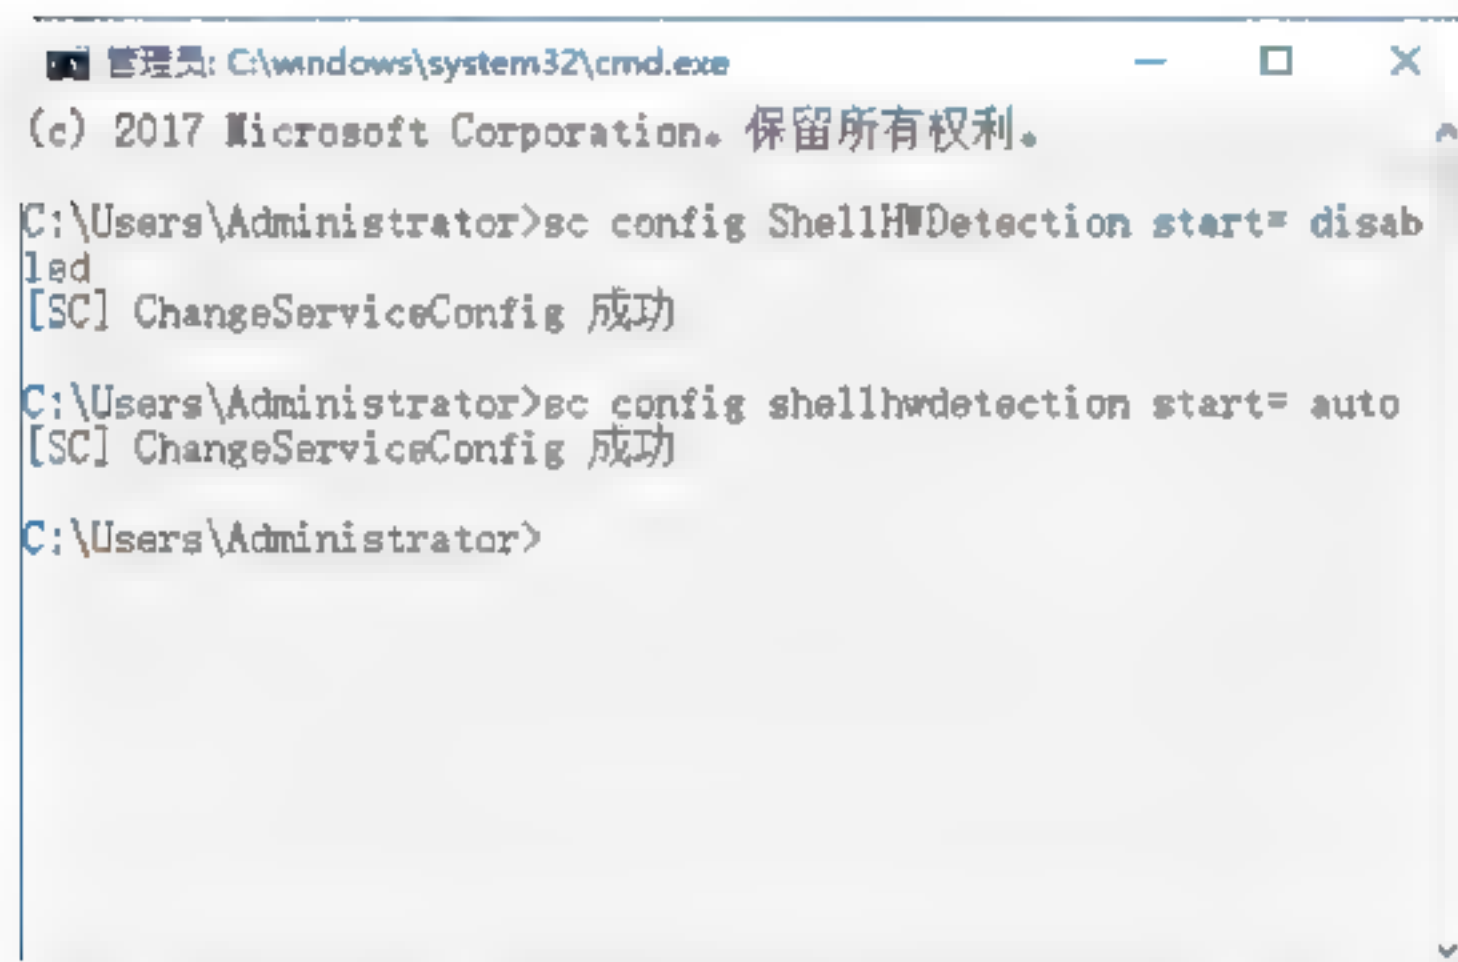 管理员: C:\windows\system32\cmd.exe
(c) 2017 Microsoft Corporation。保留所有权利。
C:\Users\Administrator>sc config ShellHWDetection start= disab
led
[SC] ChangeServiceConfig 成功
C:\Users\Administrator>sc config shellhwdetection start= auto
[SC] ChangeServiceConfig 成功
C:\Users\Administrator>